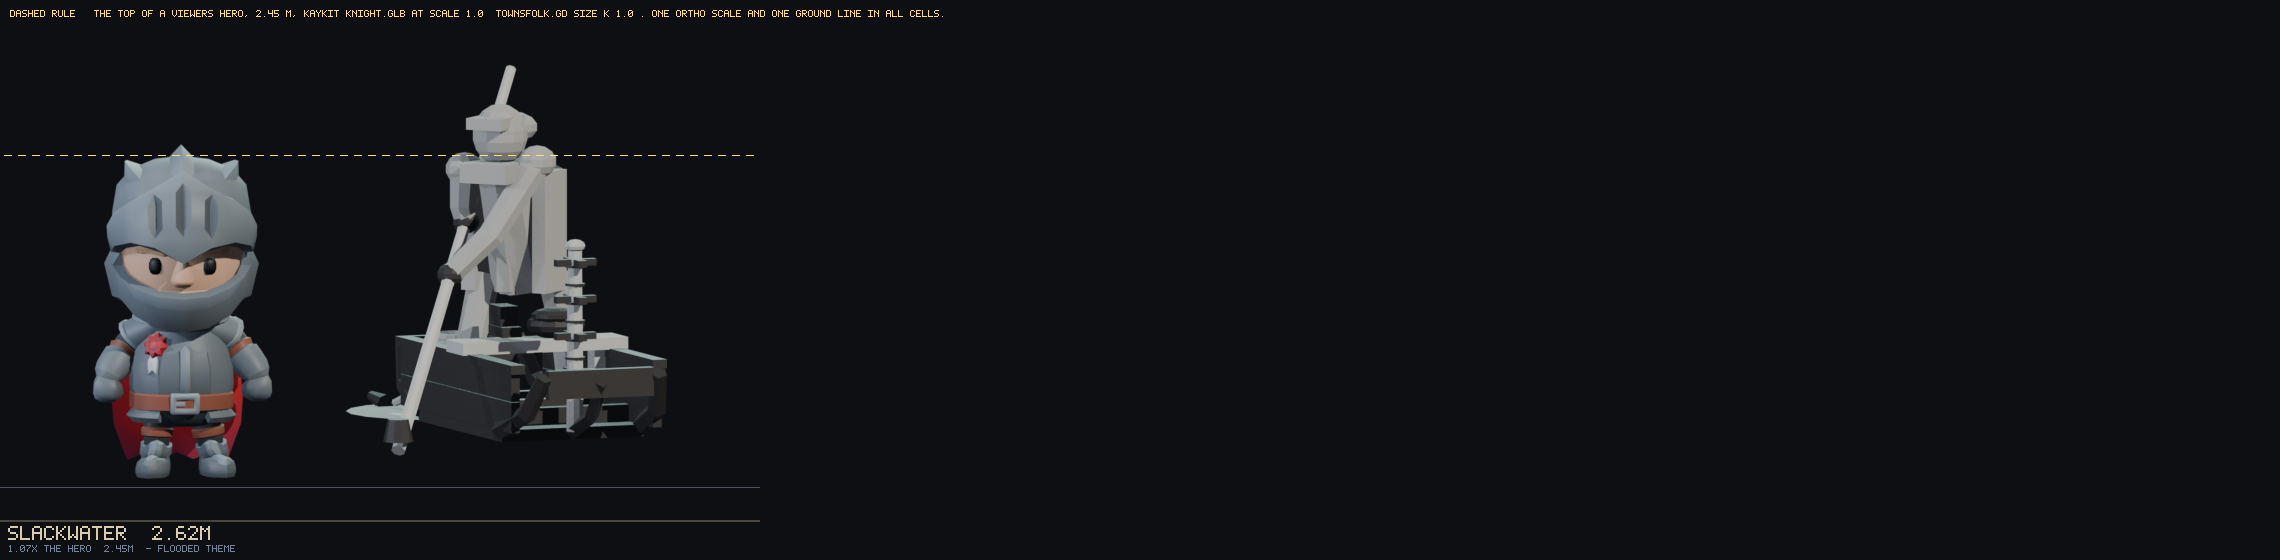 DASHED RULE   THE TOP OF A VIEWERS HERO, 2.45 M, KAYKIT KNIGHT.GLB AT SCALE 1.0  TOWNSFOLK.GD SIZE K 1.0 . ONE ORTHO SCALE AND ONE GROUND LINE IN ALL CELLS.
SLACKWATER  2.62M
1.07X THE HERO  2.45M  – FLOODED THEME